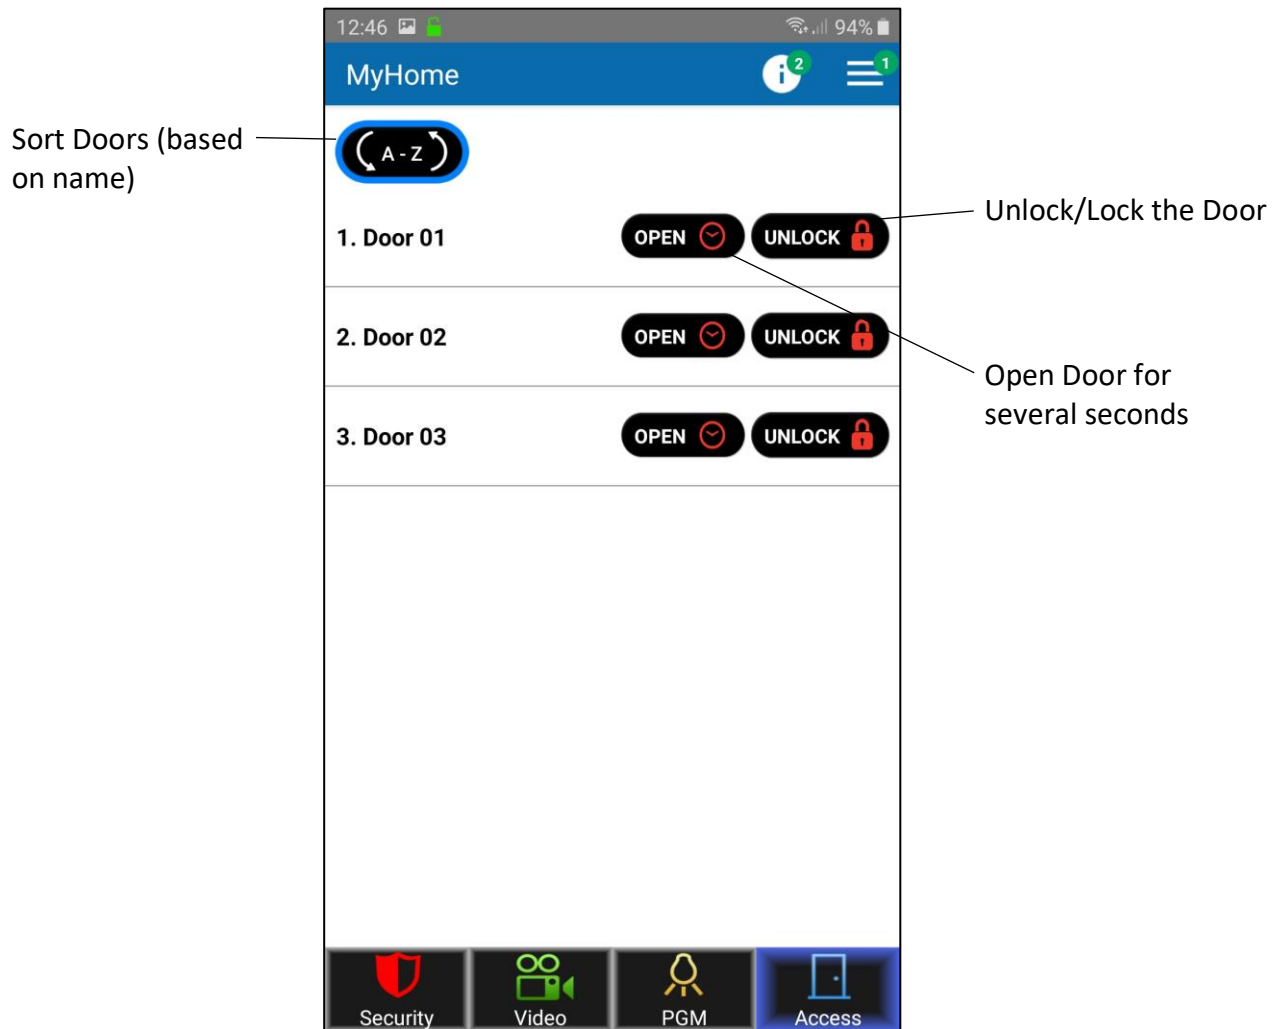 12:46 94%
MyHome 2 1
Sort Doors (based
on name)
A - Z
Unlock/Lock the Door
1. Door 01 OPEN UNLOCK
2. Door 02 OPEN UNLOCK
Open Door for
several seconds
3. Door 03 OPEN UNLOCK
Security Video PGM Access